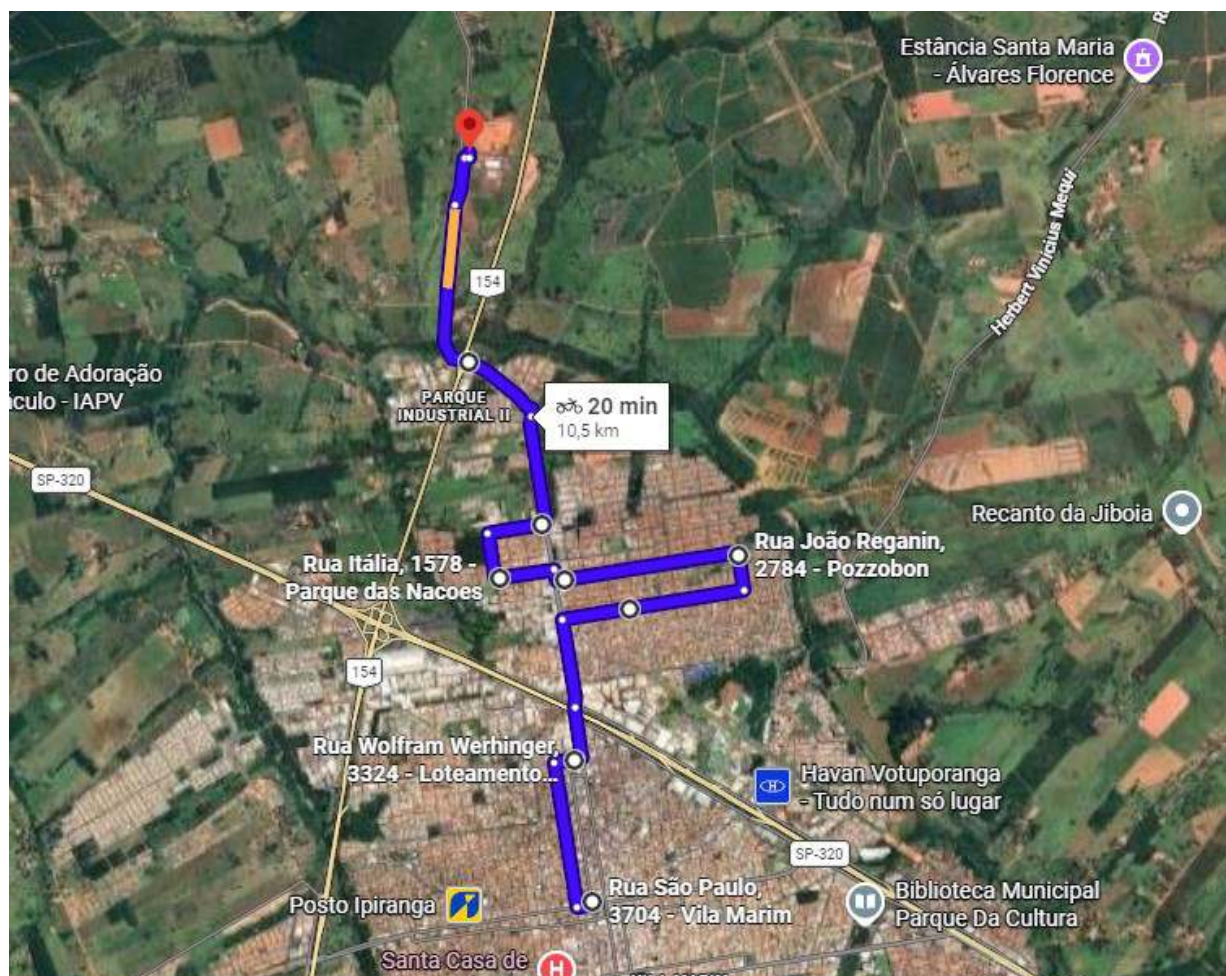 Estância Santa Maria
- Álvares Florence
Herbert Vinícius Mequi
154
ro de Adoração
ículo - IAPV
PARQUE
INDUSTRIAL II
20 min
10,5 km
SP-320
Recanto da Jiboia
Rua Itália, 1578 -
Parque das Nacoes
Rua João Reganin,
2784 - Pozzobon
154
Rua Wolfram Werhinger,
3324 - Loteamento...
Havan Votuporanga
- Tudo num só lugar
SP-320
Posto Ipiranga
Rua São Paulo,
3704 - Vila Marim
Biblioteca Municipal
Parque Da Cultura
Santa Casa de
H